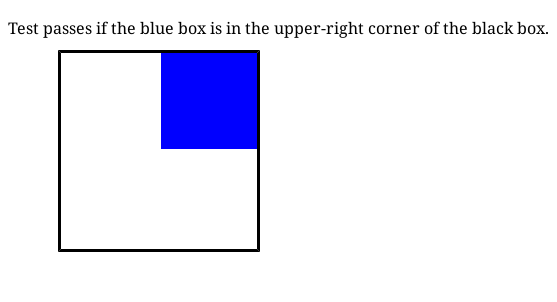 Test passes if the blue box is in the upper-right corner of the black box.